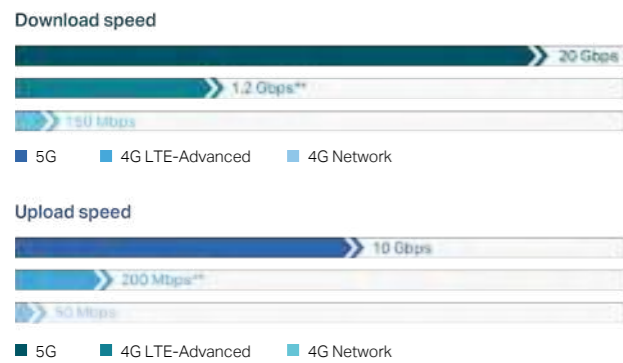 Download speed
20 Gbps
1.2 Gbps**
150 Mbps
5G 4G LTE-Advanced 4G Network
Upload speed
10 Gbps
200 Mbps**
50 Mbps
5G 4G LTE-Advanced 4G Network